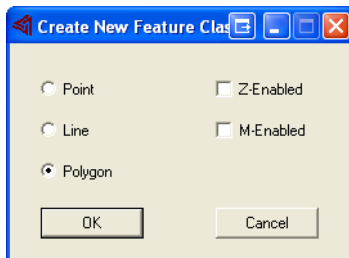 Create New Feature Clas
Point
Z-Enabled
Line
M-Enabled
Polygon
OK
Cancel